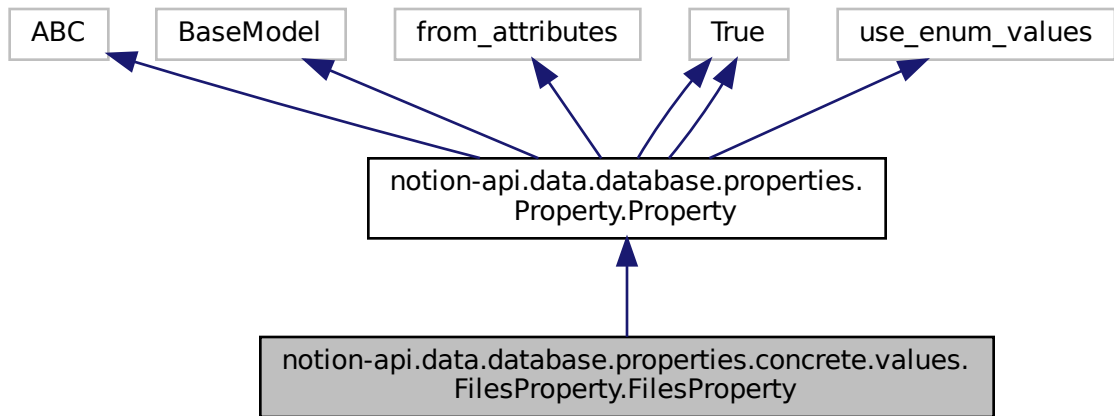 ABC
BaseModel
from_attributes
True
use_enum_values
notion-api.data.database.properties.
Property.Property
notion-api.data.database.properties.concrete.values.
FilesProperty.FilesProperty